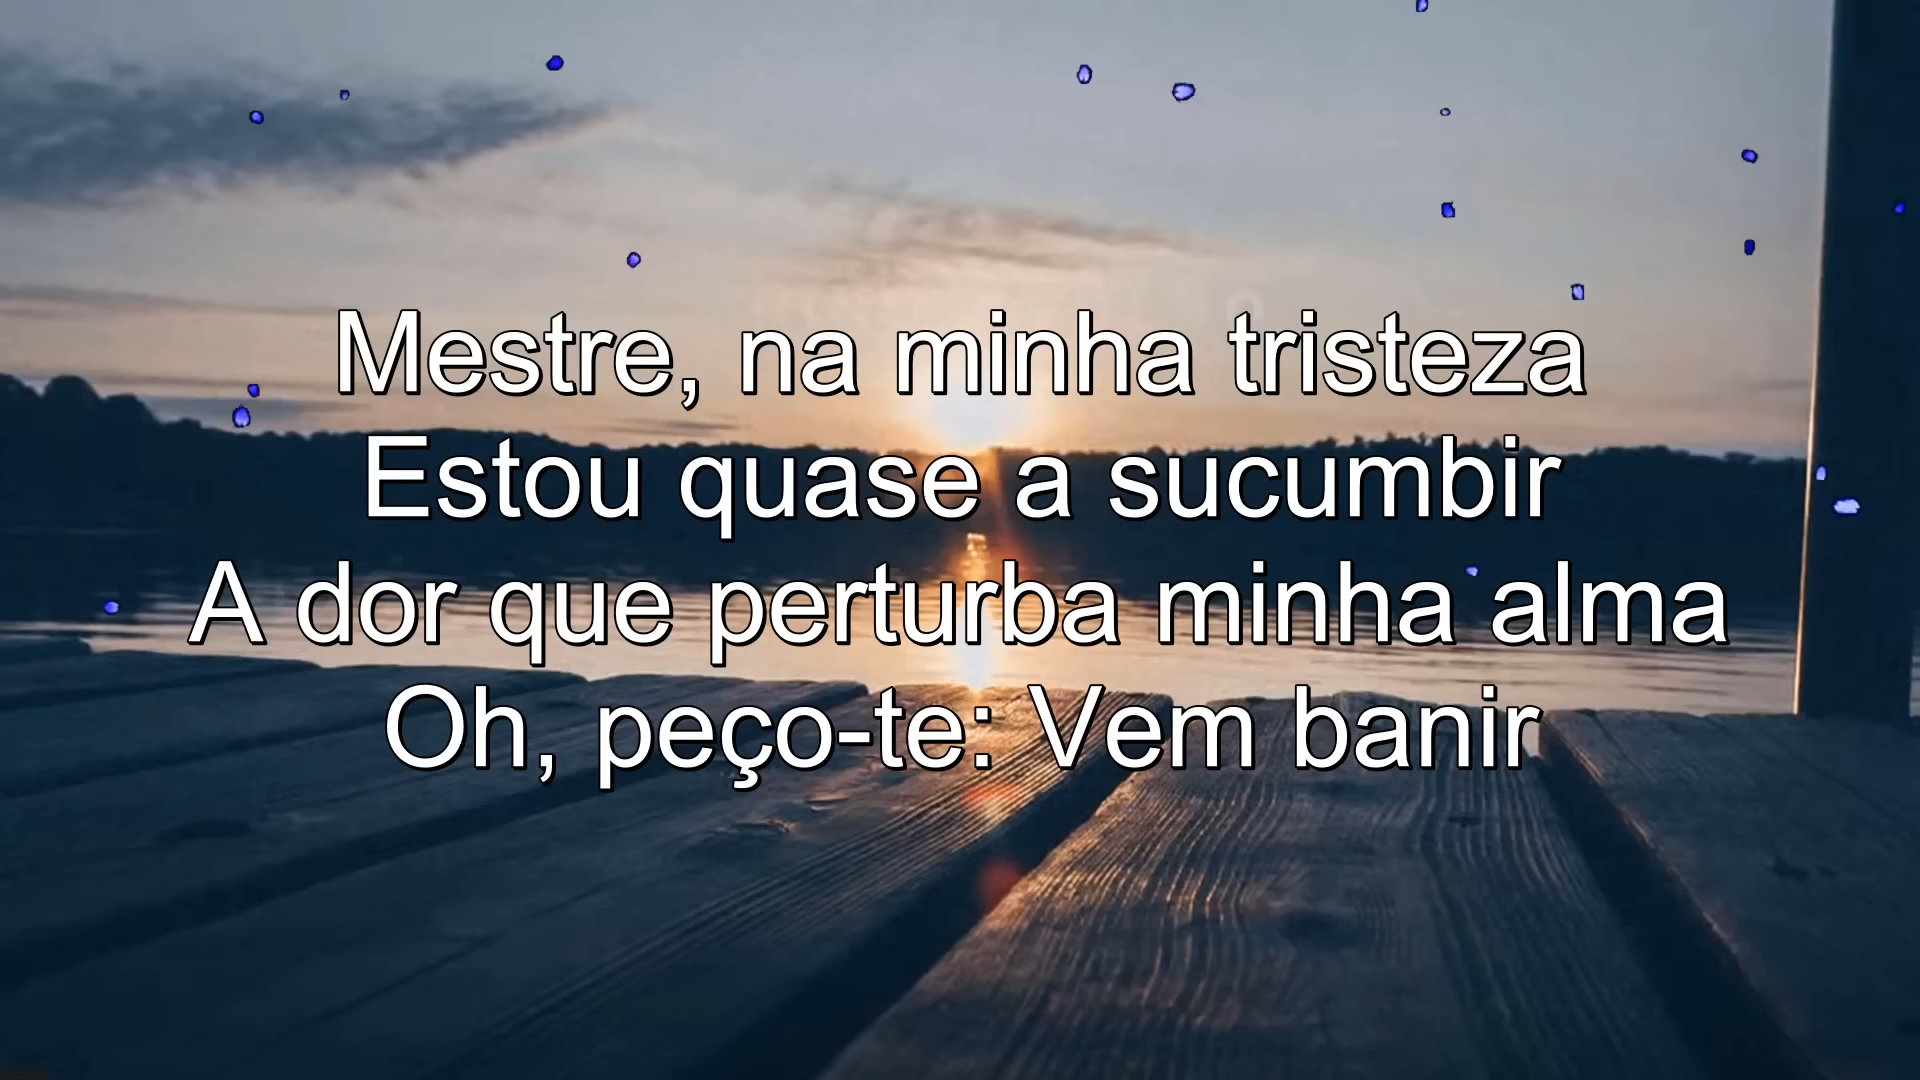 Mestre, na minha tristeza
Estou quase a sucumbir
A dor que perturba minha alma
Oh, peço-te: Vem banir